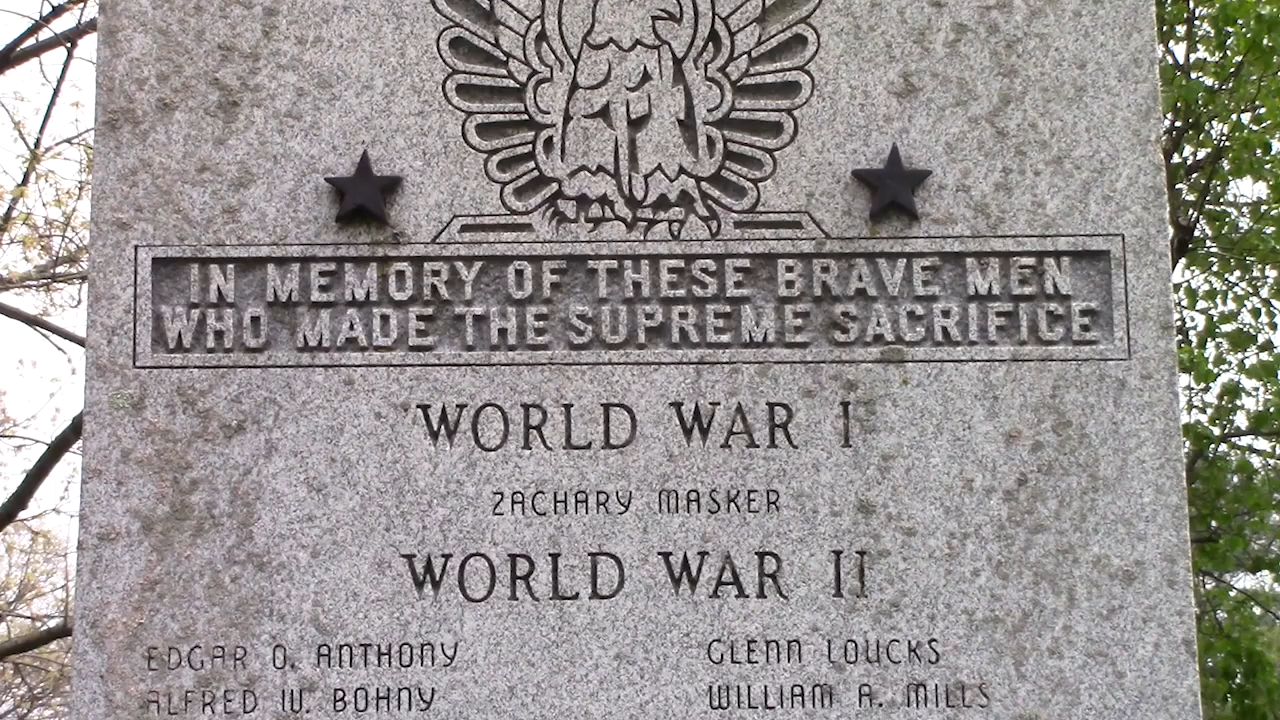 IN MEMORY OF THESE BRAVE MEN
WHO MADE THE SUPREME SACRIFICE
WORLD WAR I
ZACHARY MASKER
WORLD WAR II
EDGAR O. ANTHONY
GLENN LOUCKS
ALFRED W. BOHNY
WILLIAM A. MILLS